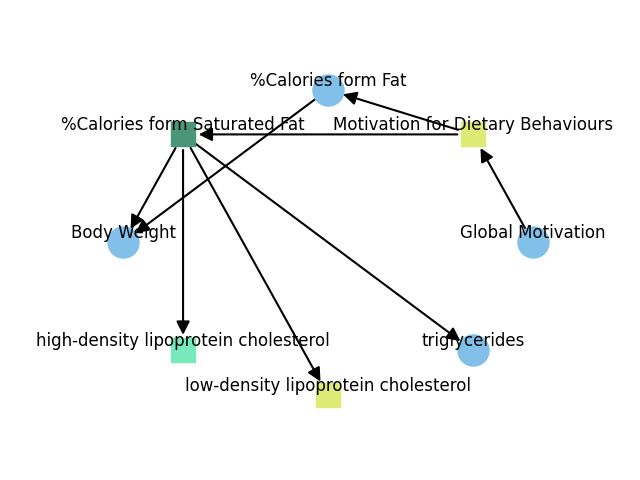 %Calories form Fat
%Calories form Saturated Fat
Motivation for Dietary Behaviours
Body Weight
Global Motivation
high-density lipoprotein cholesterol
triglycerides
low-density lipoprotein cholesterol